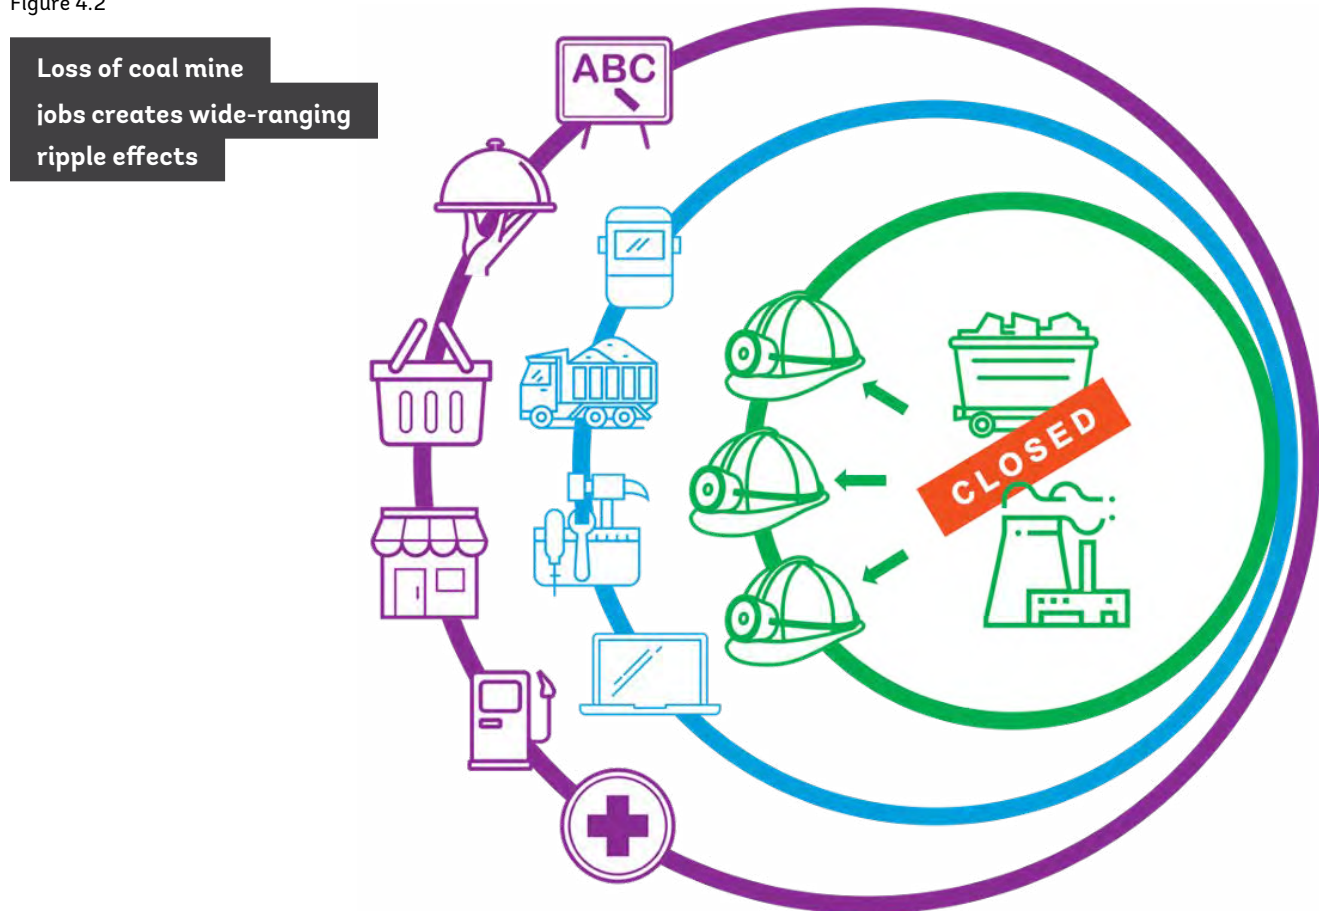 Figure 4.2
Loss of coal mine
jobs creates wide-ranging
ripple effects
ABC
CLOSED